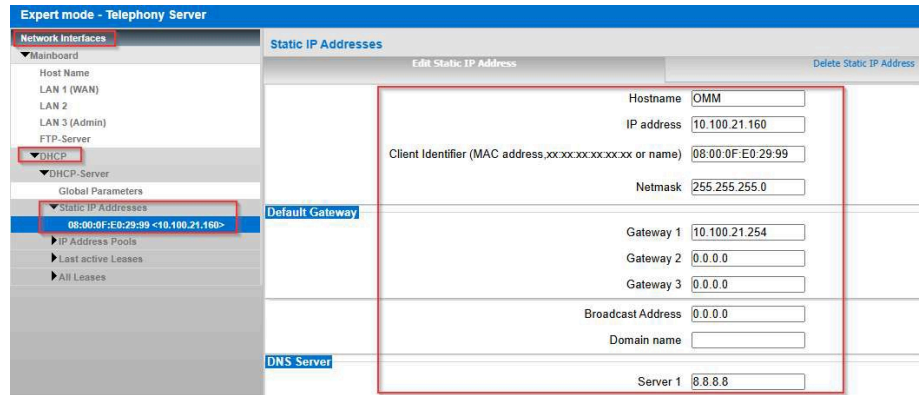 Expert mode - Telephony Server
Network Interfaces
Mainboard
Host Name
LAN 1 (WAN)
LAN 2
LAN 3 (Admin)
FTP-Server
DHCP
DHCP-Server
Global Parameters
Static IP Addresses
08:00:0F:E0:29:99 <10.100.21.160>
IP Address Pools
Last active Leases
All Leases
Static IP Addresses
Edit Static IP Address
Delete Static IP Address
Hostname OMM
IP address 10.100.21.160
Client Identifier (MAC address,xx:xx:xx:xx:xx:xx or name) 08:00:0F:E0:29:99
Netmask 255.255.255.0
Default Gateway
Gateway 1 10.100.21.254
Gateway 2 0.0.0.0
Gateway 3 0.0.0.0
Broadcast Address 0.0.0.0
Domain name
DNS Server
Server 1 8.8.8.8